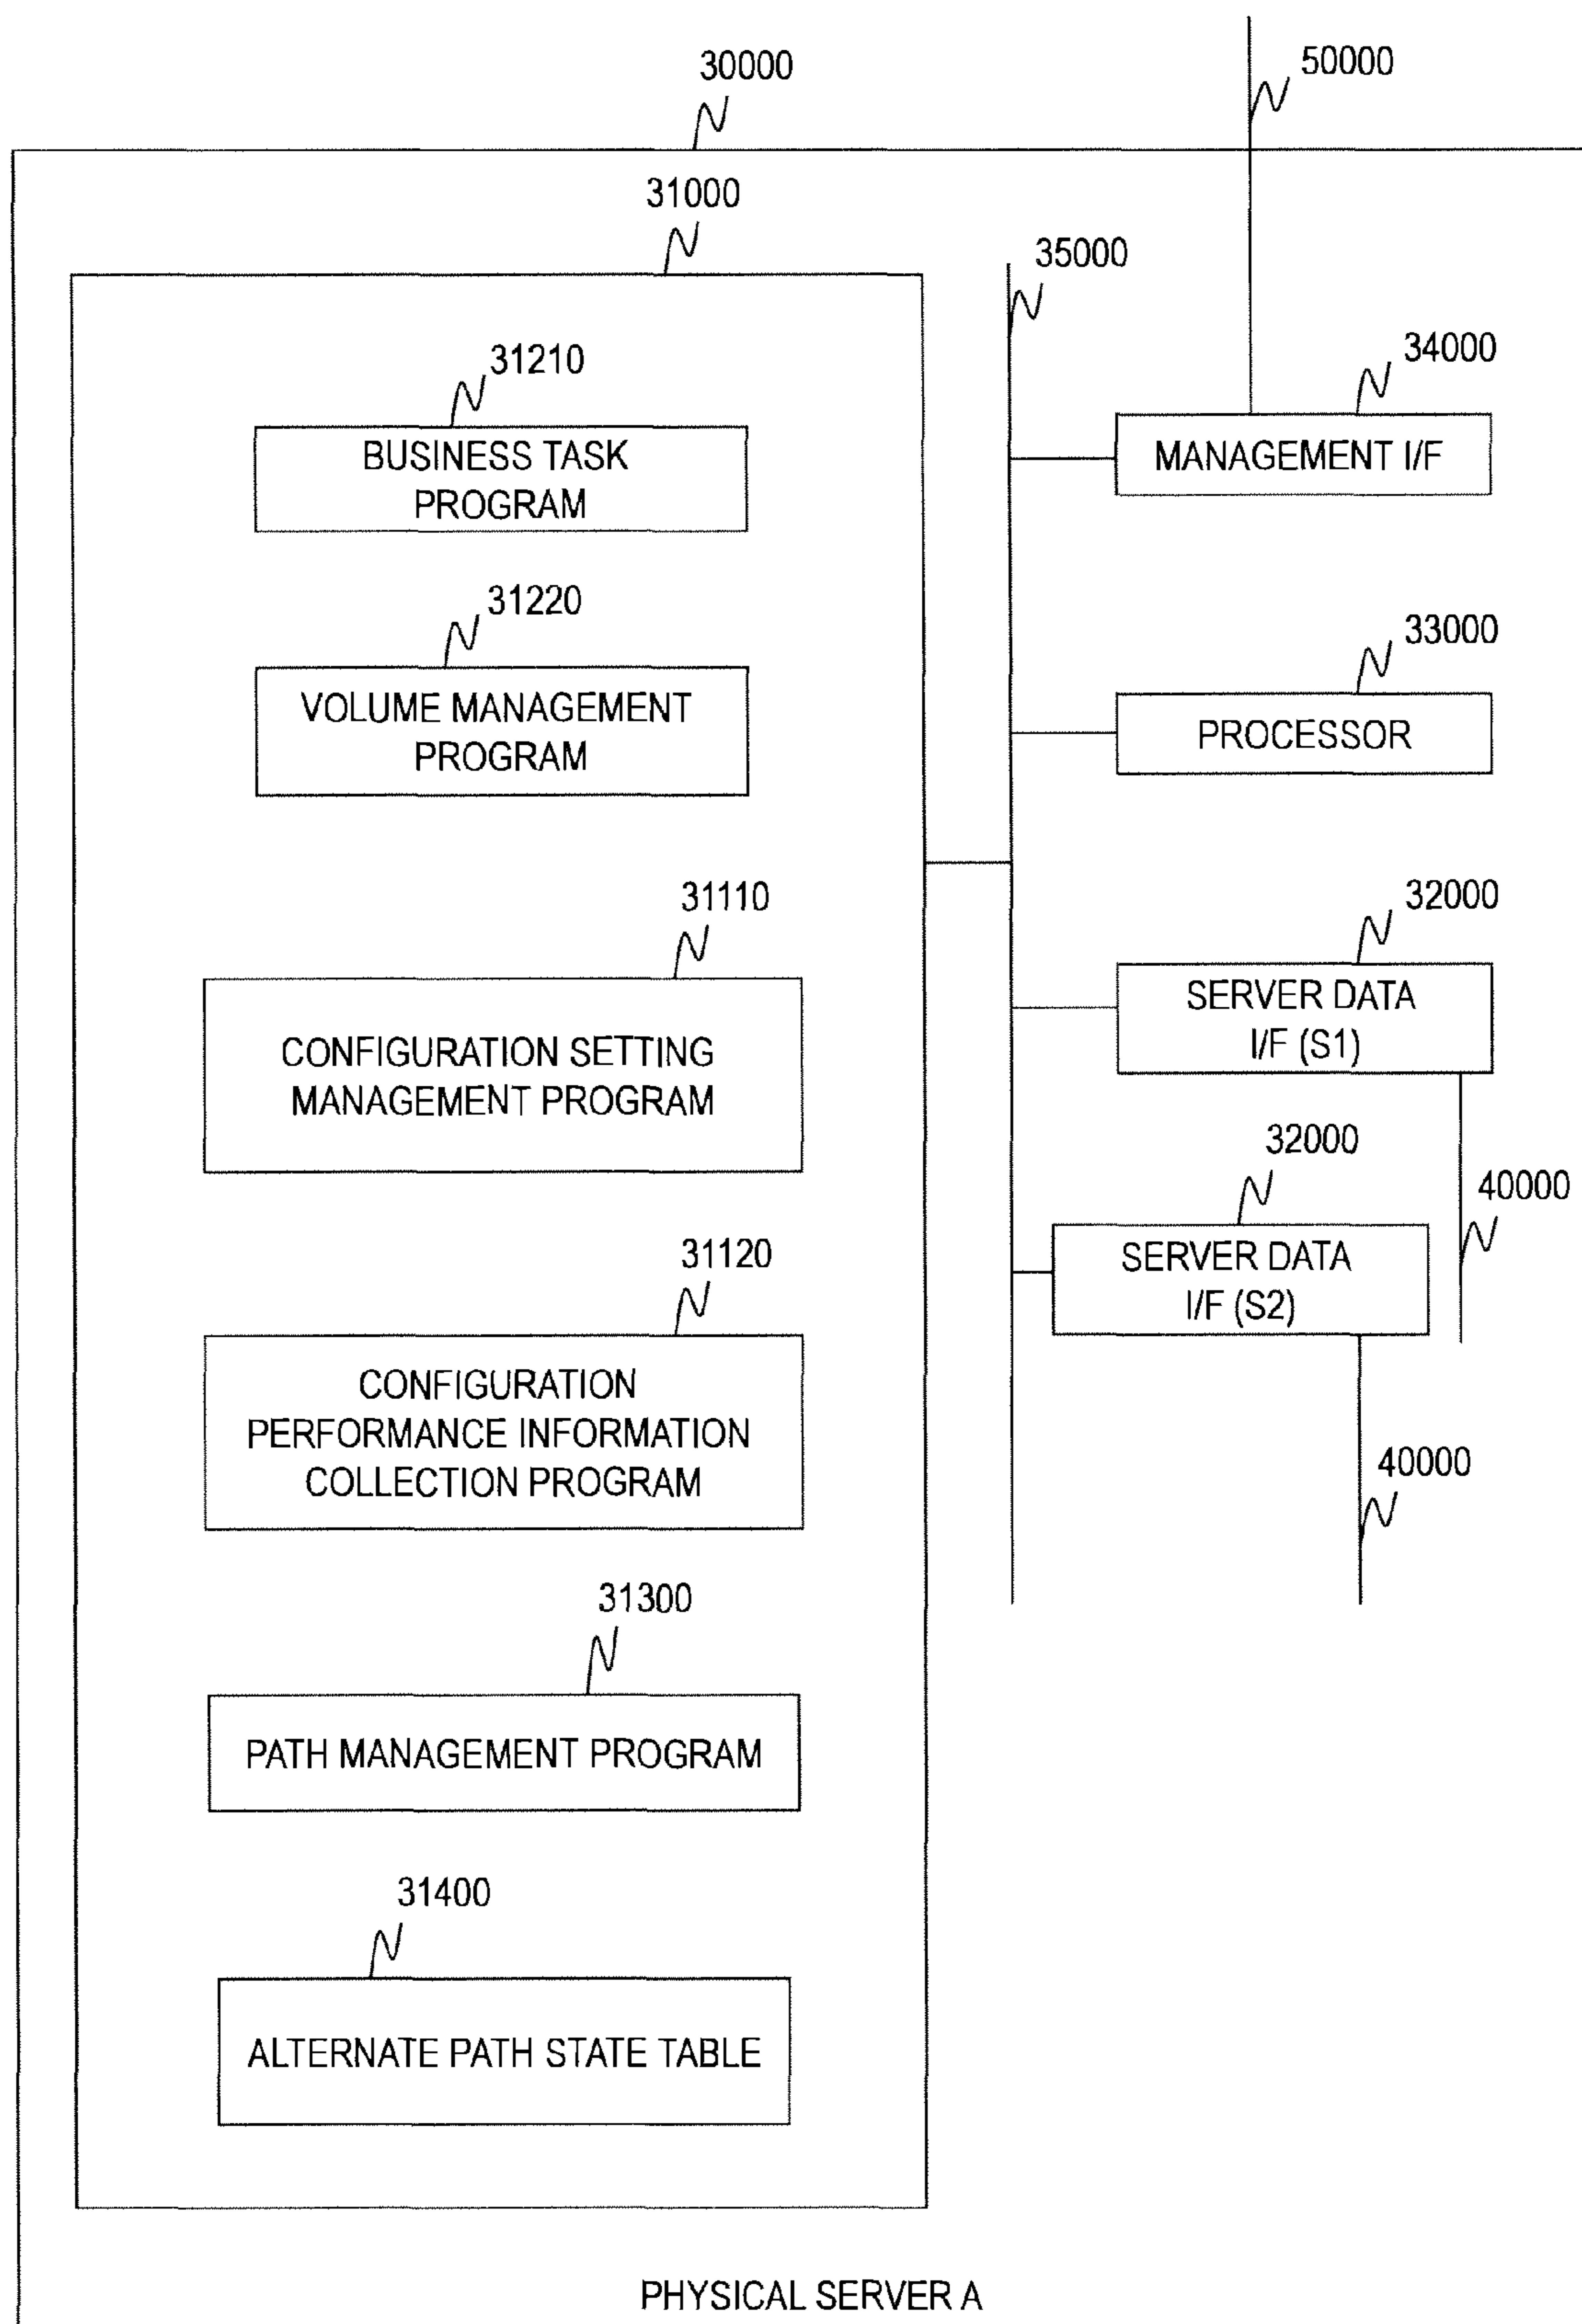 30000
50000
31000
35000
31210
BUSINESS TASK
PROGRAM
34000
MANAGEMENT I/F
31220
VOLUME MANAGEMENT
PROGRAM
33000
PROCESSOR
31110
CONFIGURATION SETTING
MANAGEMENT PROGRAM
32000
SERVER DATA
I/F (S1)
40000
32000
SERVER DATA
I/F (S2)
40000
31120
CONFIGURATION
PERFORMANCE INFORMATION
COLLECTION PROGRAM
31300
PATH MANAGEMENT PROGRAM
31400
ALTERNATE PATH STATE TABLE
PHYSICAL SERVER A